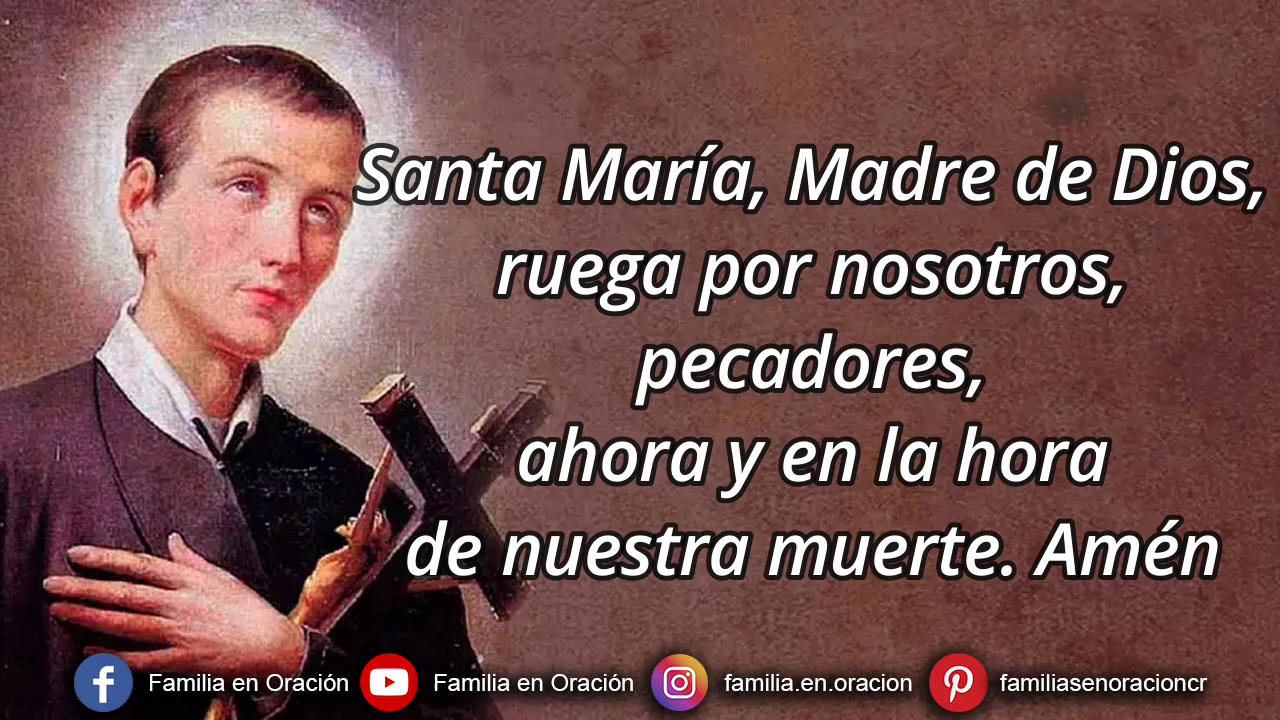 Santa María, Madre de Dios,
ruega por nosotros,
pecadores,
ahora y en la hora
de nuestra muerte. Amén
Familia en Oración Familia en Oración familia.en.oracion familiasenoracioncr